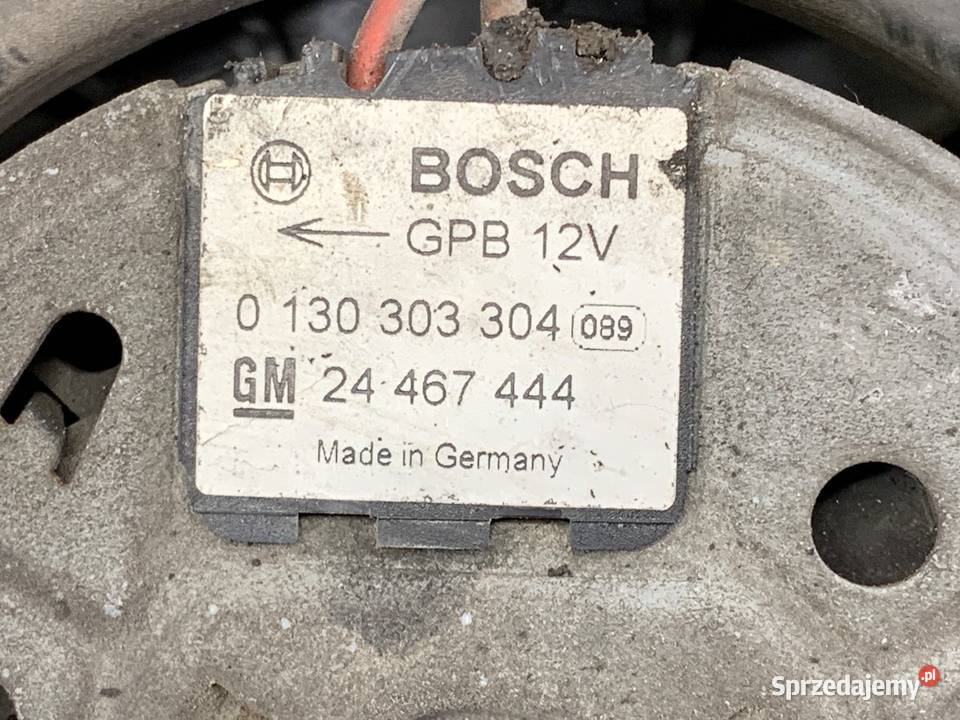 BOSCH
GPB 12V
0 130 303 304 089
GM 24 467 444
Made in Germany
Sprzedajemy.pl